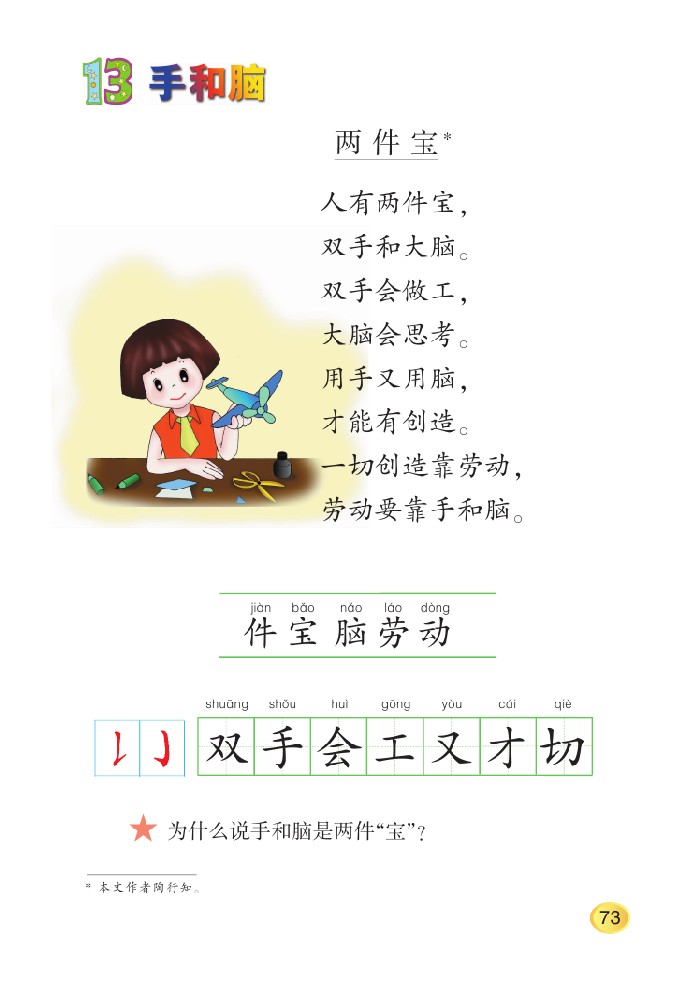 13 手和脑
两件宝*
人有两件宝，
双手和大脑。
双手会做工，
大脑会思考。
用手又用脑，
才能有创造。
一切创造靠劳动，
劳动要靠手和脑。
jiàn bǎo nǎo láo dòng
件宝脑劳动
shuāng shǒu huì gōng yòu cái qiè
双手会工又才切
★ 为什么说手和脑是两件“宝”？
* 本文作者陶行知。
73